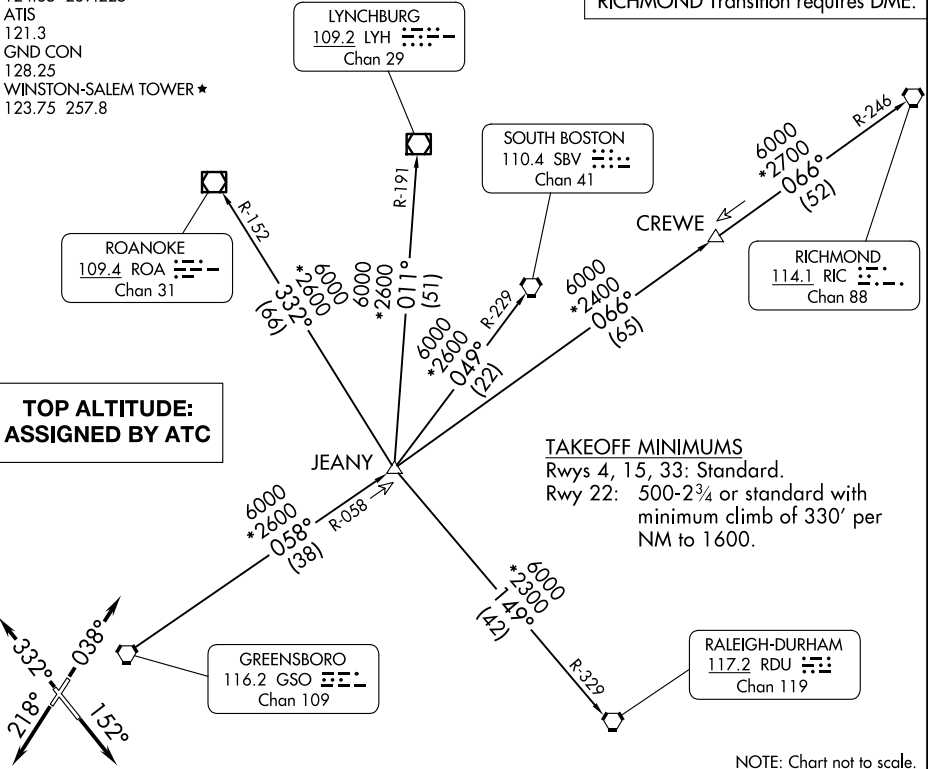 ATIS
121.3
GND CON
128.25
WINSTON-SALEM TOWER ★
123.75 257.8
RICHMOND Transition requires DME.
LYNCHBURG
109.2 LYH
Chan 29
SOUTH BOSTON
110.4 SBV
Chan 41
ROANOKE
109.4 ROA
Chan 31
RICHMOND
114.1 RIC
Chan 88
CREWE
R-246
6000
*2700
066°
(52)
R-152
6000
*2600
332°
(66)
R-191
6000
*2600
011°
(51)
R-229
6000
*2600
049°
(22)
6000
*2400
066°
(65)
TOP ALTITUDE:
ASSIGNED BY ATC
JEANY
TAKEOFF MINIMUMS
Rwys 4, 15, 33: Standard.
Rwy 22: 500-2¾ or standard with
minimum climb of 330' per
NM to 1600.
6000
*2600
058°
(38)
R-058
6000
*2300
149°
(42)
R-329
332°
038°
218°
152°
GREENSBORO
116.2 GSO
Chan 109
RALEIGH-DURHAM
117.2 RDU
Chan 119
NOTE: Chart not to scale.